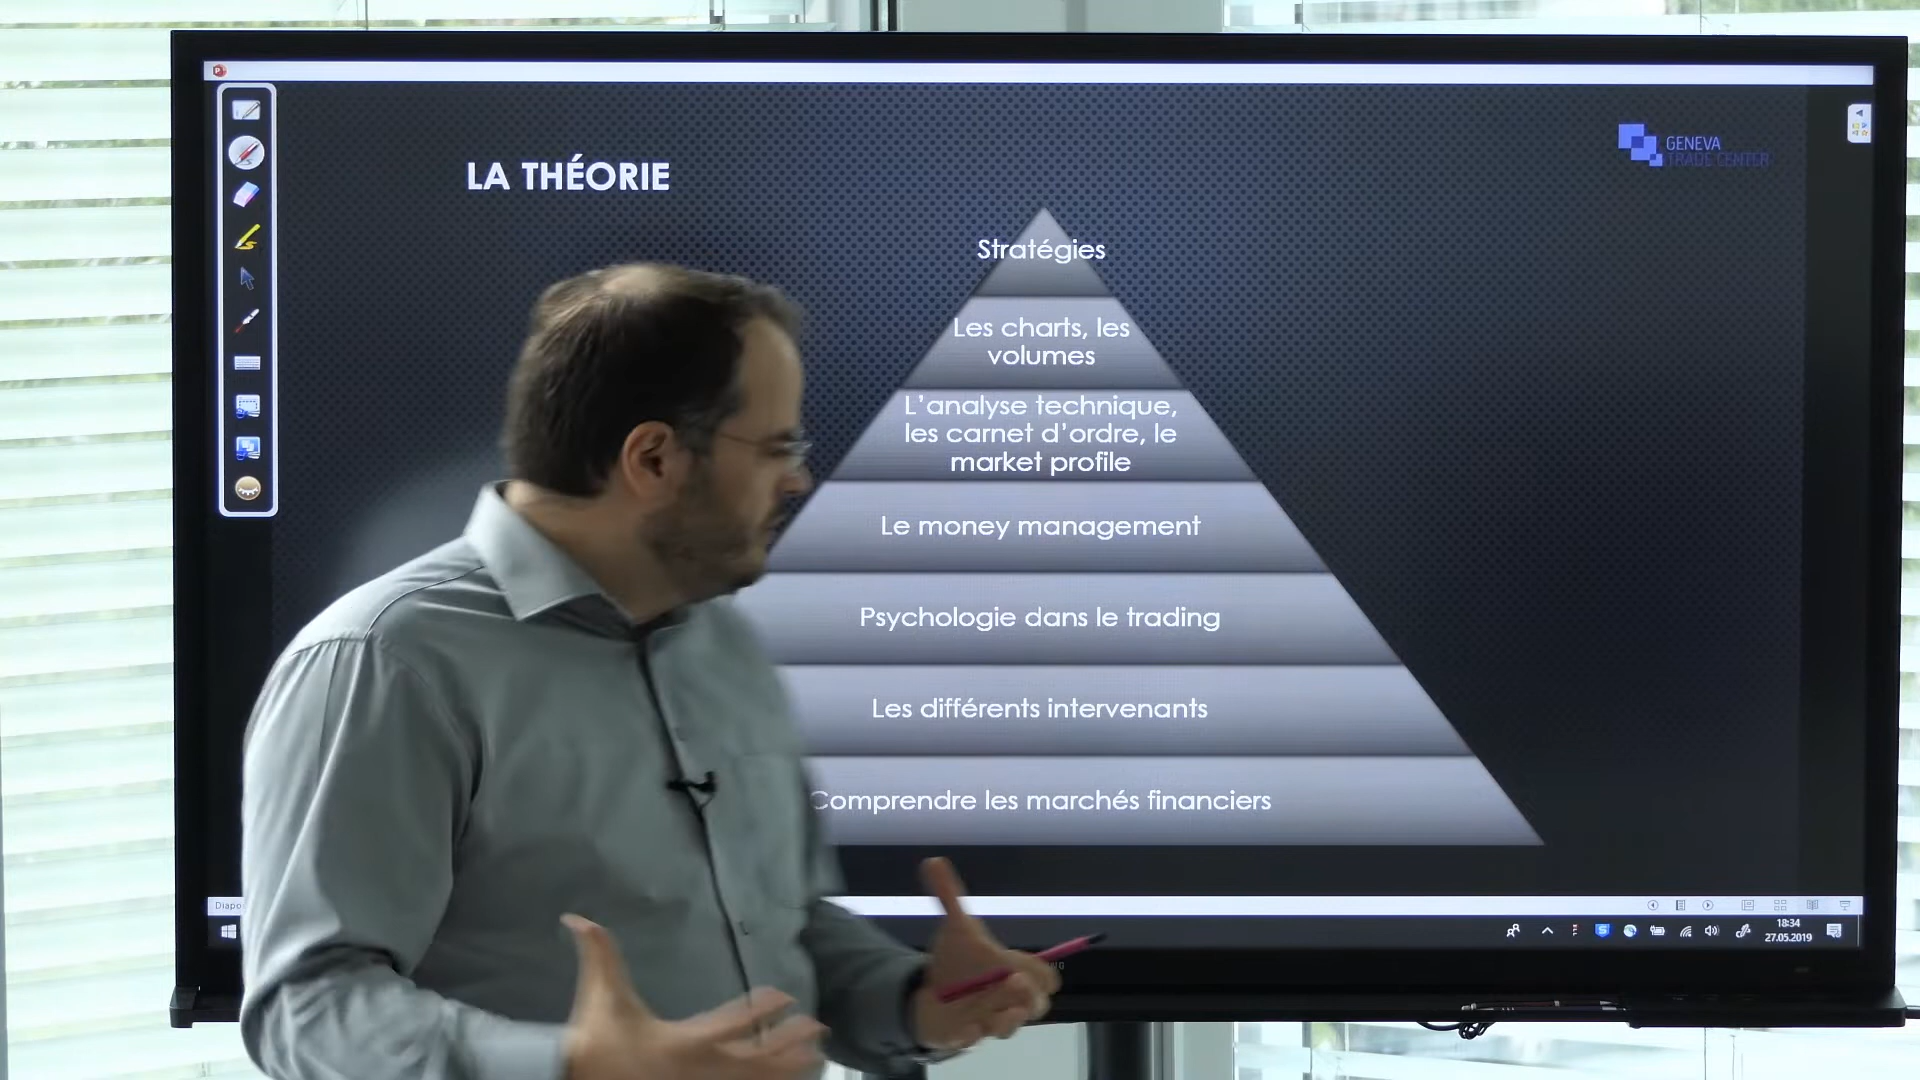 LA THÉORIE
GENEVA
TRADE CENTER
Stratégies
Les charts, les
volumes
L'analyse technique,
les carnet d'ordre, le
market profile
Le money management
Psychologie dans le trading
Les différents intervenants
Comprendre les marchés financiers
Diapo
18:34
27.05.2019